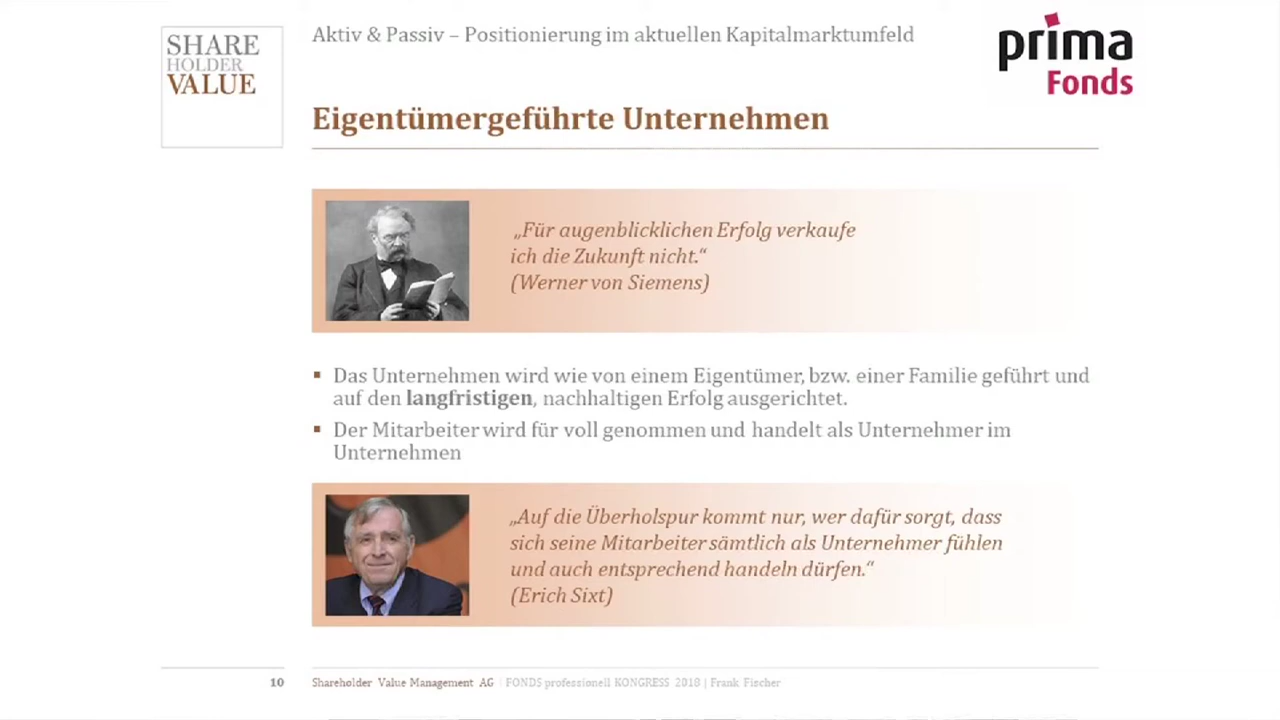 SHARE
HOLDER
VALUE
Aktiv & Passiv – Positionierung im aktuellen Kapitalmarktumfeld
prima
Fonds
Eigentümergeführte Unternehmen
„Für augenblicklichen Erfolg verkaufe
ich die Zukunft nicht.“
(Werner von Siemens)
▪ Das Unternehmen wird wie von einem Eigentümer, bzw. einer Familie geführt und
auf den langfristigen, nachhaltigen Erfolg ausgerichtet.
▪ Der Mitarbeiter wird für voll genommen und handelt als Unternehmer im
Unternehmen
„Auf die Überholspur kommt nur, wer dafür sorgt, dass
sich seine Mitarbeiter sämtlich als Unternehmer fühlen
und auch entsprechend handeln dürfen.“
(Erich Sixt)
10 Shareholder Value Management AG | FONDS professionell KONGRESS 2018 | Frank Fischer